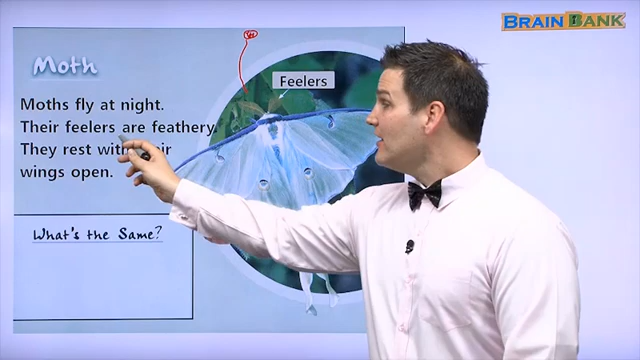 BRAIN BANK
Moth
Feelers
Moths fly at night.
Their feelers are feathery.
They rest with
wings open.
What's the Same?